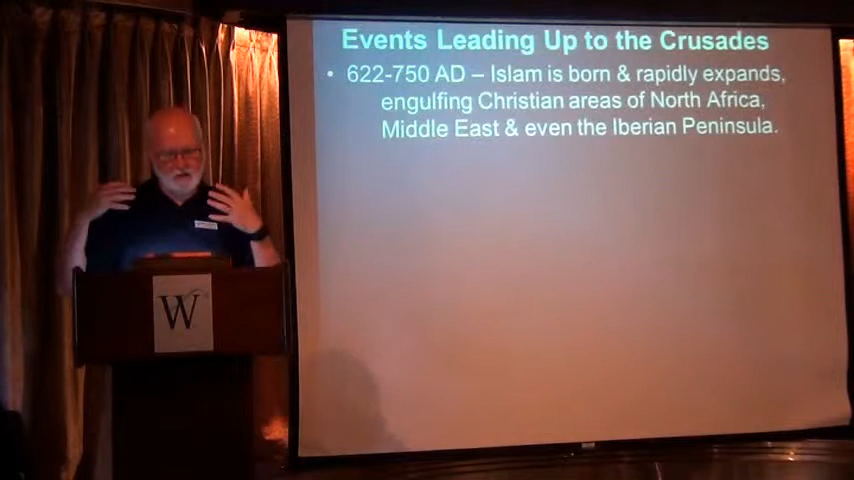 Events Leading Up to the Crusades
• 622-750 AD – Islam is born & rapidly expands,
engulfing Christian areas of North Africa,
Middle East & even the Iberian Peninsula.
W